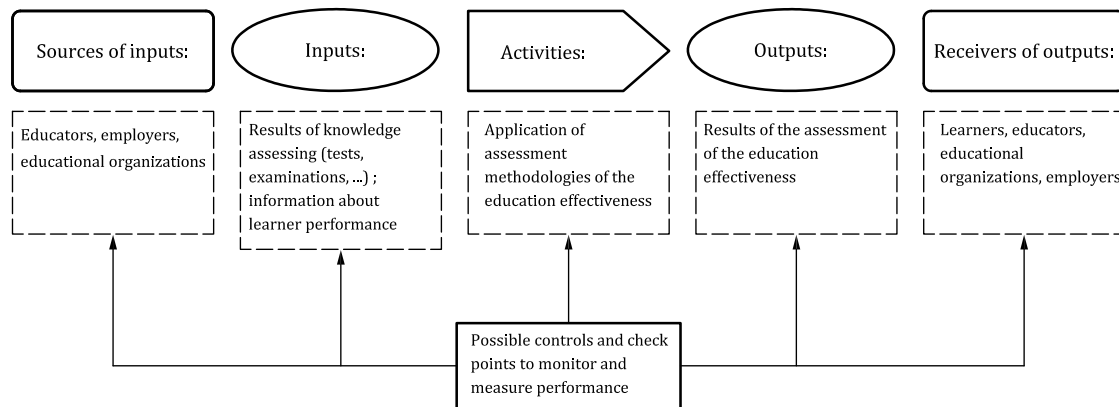 Sources of inputs:
Inputs:
Activities:
Outputs:
Receivers of outputs:
Educators, employers,
educational organizations
Results of knowledge
assessing (tests,
examinations, ...) ;
information about
learner performance
Application of
assessment
methodologies of the
education effectiveness
Results of the assessment
of the education
effectiveness
Learners, educators,
educational
organizations, employers
Possible controls and check
points to monitor and
measure performance